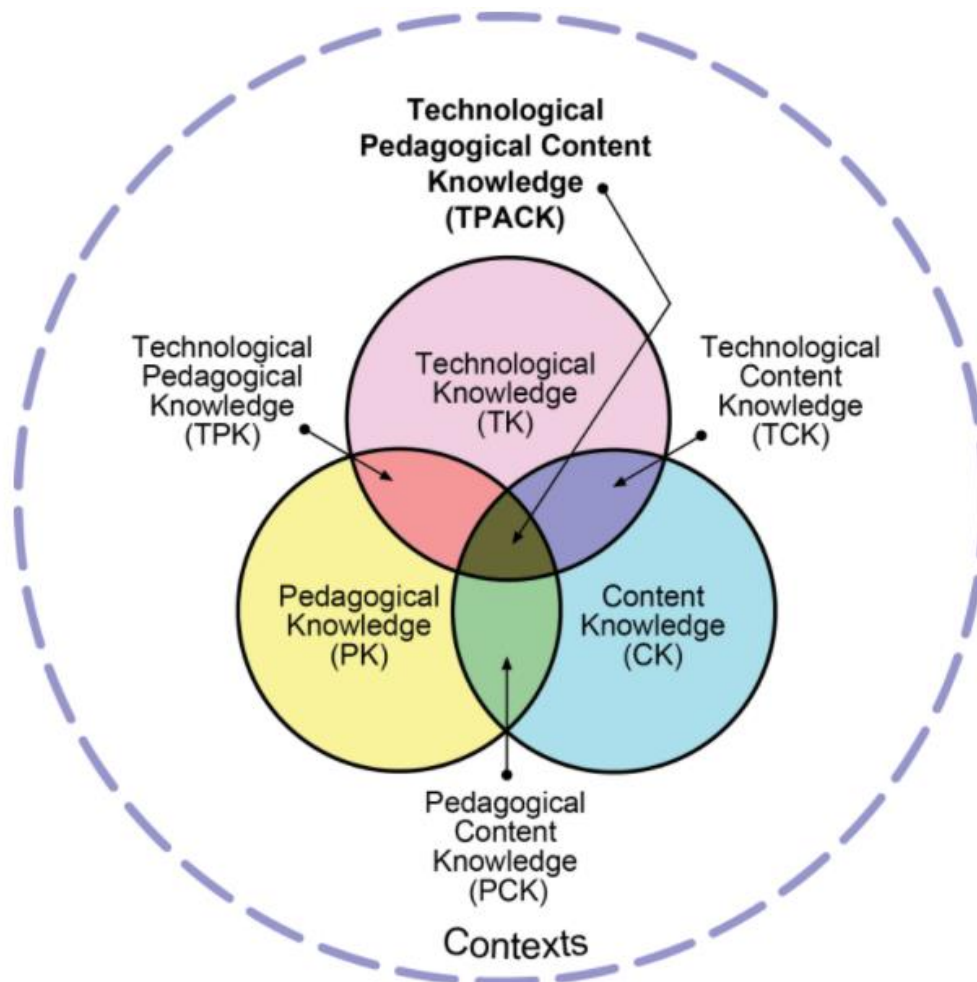 Technological
Pedagogical Content
Knowledge
(TPACK)
Technological
Pedagogical
Knowledge
(TPK)
Technological
Knowledge
(TK)
Technological
Content
Knowledge
(TCK)
Pedagogical
Knowledge
(PK)
Content
Knowledge
(CK)
Pedagogical
Content
Knowledge
(PCK)
Contexts